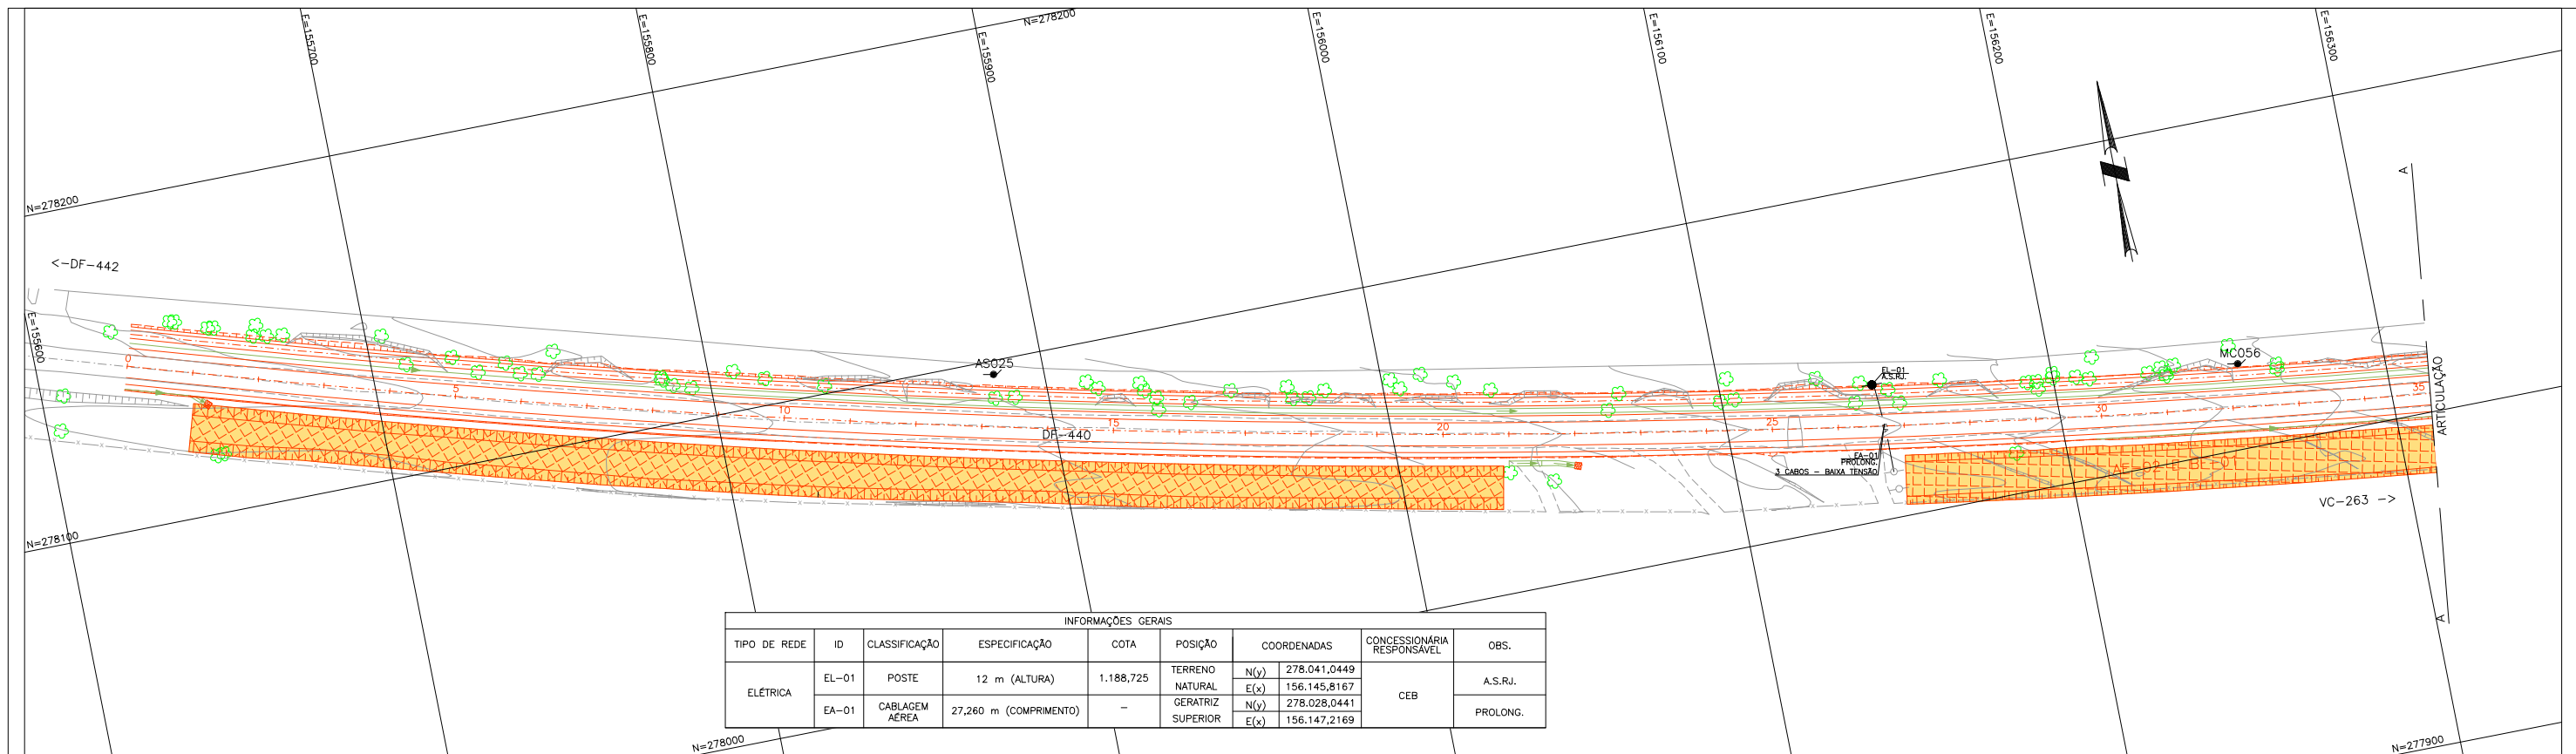 E=155700
E=155800
E=155900
N=278200
E=156000
E=156100
E=156200
E=156300
N=278200
<-DF-442
A
E=155600
0
5
10
15
20
25
30
35
AS025
DF-440
EL-01
A.S.RJ.
MC056
ARTICULAÇÃO
EA-01
PROLONG.
3 CABOS - BAIXA TENSÃO
VC-263 ->
N=278100
A
N=278000
N=277900
INFORMAÇÕES GERAIS
TIPO DE REDE ID CLASSIFICAÇÃO ESPECIFICAÇÃO COTA POSIÇÃO COORDENADAS CONCESSIONÁRIA RESPONSÁVEL OBS.
ELÉTRICA EL-01 POSTE 12 m (ALTURA) 1.188,725 TERRENO NATURAL N(y) 278.041,0449 E(x) 156.145,8167 CEB A.S.RJ.
EA-01 CABLAGEM AÉREA 27,260 m (COMPRIMENTO) - GERATRIZ SUPERIOR N(y) 278.028,0441 E(x) 156.147,2169 PROLONG.